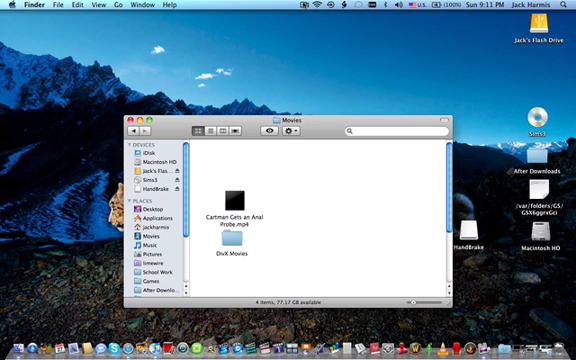 Finder File Edit View Go Window Help
U.S. (100%) Sun 9:11 PM Jack Harmis
Jack's Flash Drive
Movies
DEVICES
iDisk
Macintosh HD
Jack's Flas...
Sims3
HandBrake
PLACES
Desktop
Applications
jackharmis
Movies
Music
Pictures
limewire
School Work
Games
After Downlo...
Cartman Gets an Anal
Probe.mp4
DivX Movies
4 items, 77.17 GB available
Sims3
After Downloads
/var/folders/GS/
GSX6ggrxGci
HandBrake
Macintosh HD